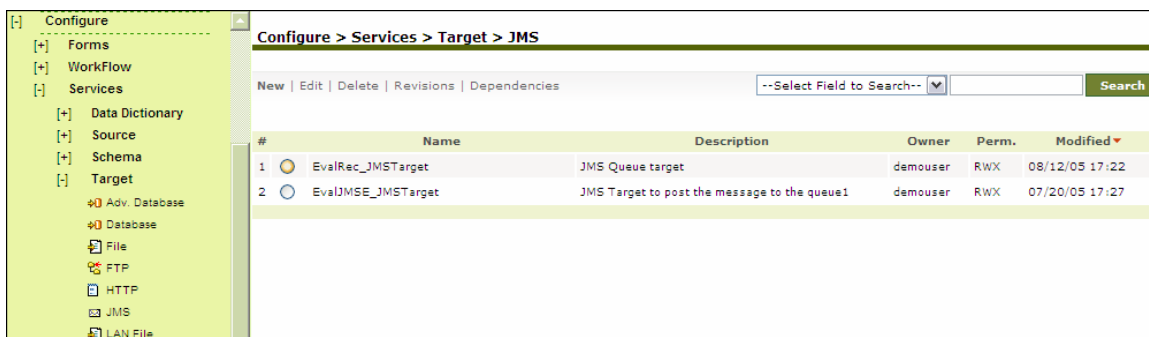 [-] Configure
[+] Forms
[+] WorkFlow
[-] Services
[+] Data Dictionary
[+] Source
[+] Schema
[-] Target
Adv. Database
Database
File
FTP
HTTP
JMS
LAN File
Configure > Services > Target > JMS
New | Edit | Delete | Revisions | Dependencies --Select Field to Search-- Search
# Name Description Owner Perm. Modified
1 EvalRec_JMSTarget JMS Queue target demouser RWX 08/12/05 17:22
2 EvalJMSE_JMSTarget JMS Target to post the message to the queue1 demouser RWX 07/20/05 17:27